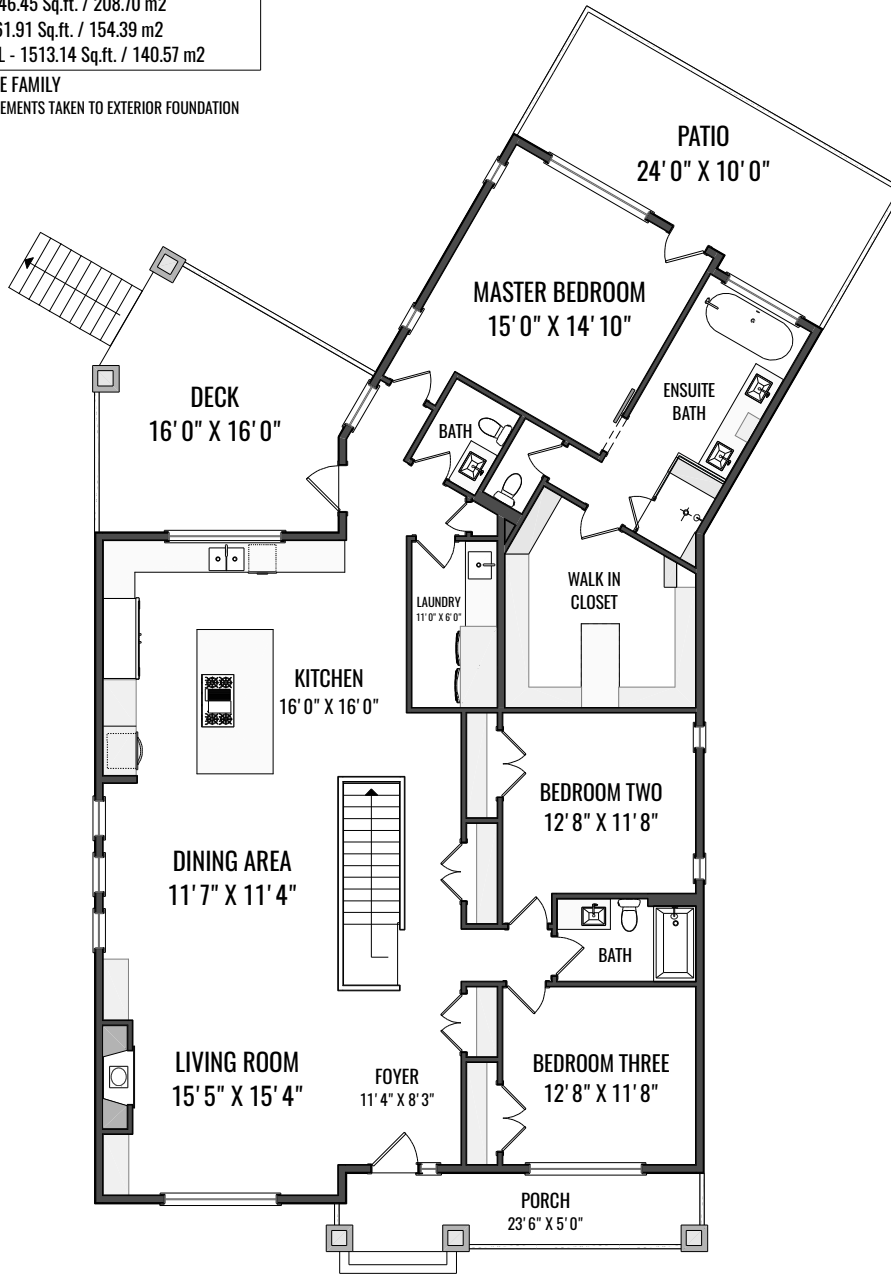 46.45 Sq.ft. / 208.70 m2
61.91 Sq.ft. / 154.39 m2
L - 1513.14 Sq.ft. / 140.57 m2
E FAMILY
EMENTS TAKEN TO EXTERIOR FOUNDATION
PATIO
24'0" X 10'0"
MASTER BEDROOM
15'0" X 14'10"
DECK
16'0" X 16'0"
ENSUITE
BATH
BATH
WALK IN
CLOSET
LAUNDRY
11'0" X 6'0"
KITCHEN
16'0" X 16'0"
BEDROOM TWO
12'8" X 11'8"
DINING AREA
11'7" X 11'4"
BATH
LIVING ROOM
15'5" X 15'4"
FOYER
11'4" X 8'3"
BEDROOM THREE
12'8" X 11'8"
PORCH
23'6" X 5'0"